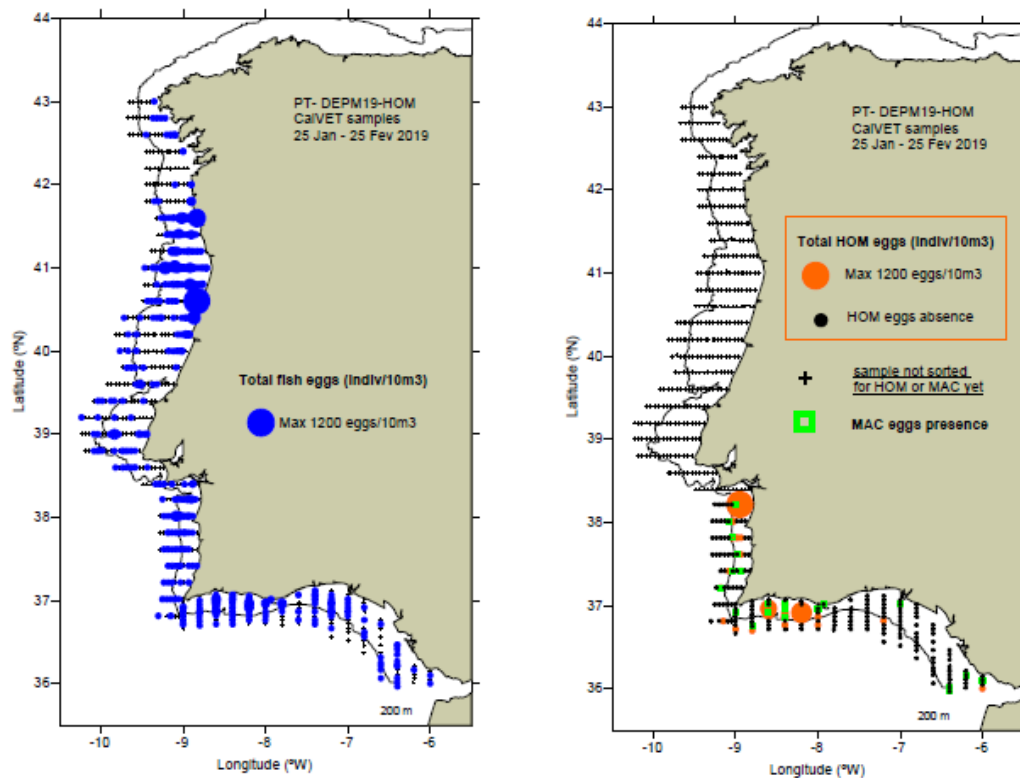 44
43
42
41
40
39
38
37
36
Latitude (ºN)
-10
-9
-8
-7
-6
Longitude (ºW)
PT- DEPM19-HOM
CalVET samples
25 Jan - 25 Fev 2019
Total fish eggs (indiv/10m3)
Max 1200 eggs/10m3
200 m
44
43
42
41
40
39
38
37
36
Latitude (ºN)
-10
-9
-8
-7
-6
Longitude (ºW)
PT- DEPM19-HOM
CalVET samples
25 Jan - 25 Fev 2019
Total HOM eggs (indiv/10m3)
Max 1200 eggs/10m3
HOM eggs absence
sample not sorted
for HOM or MAC yet
MAC eggs presence
200 m